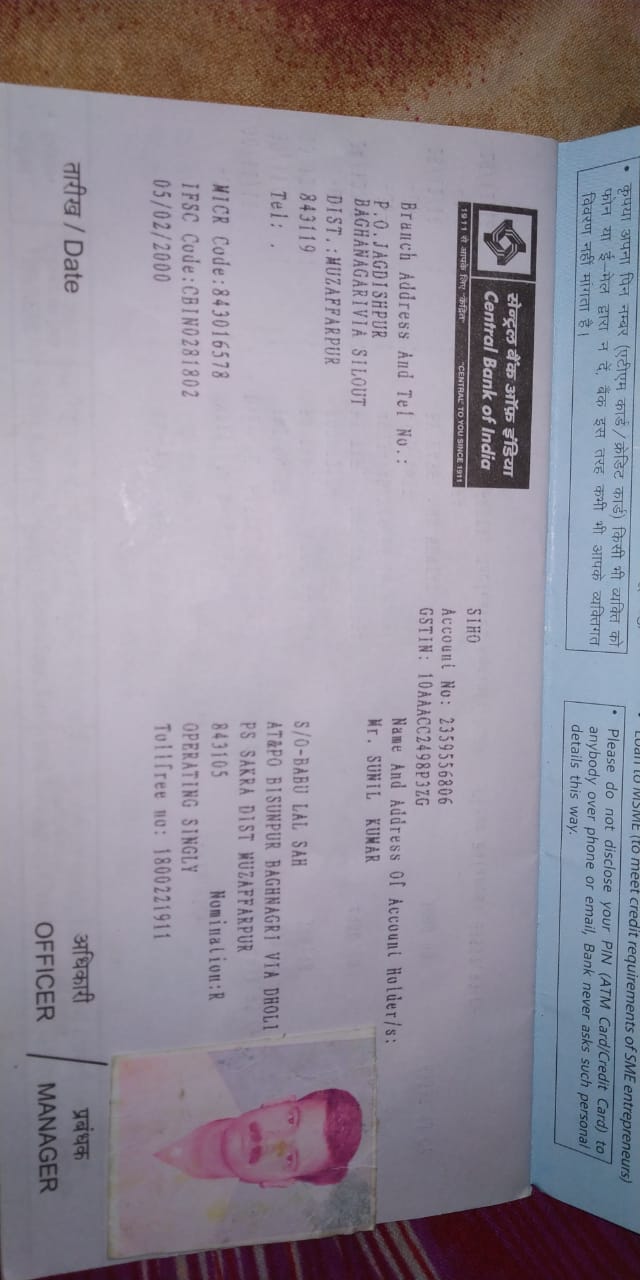 • कृपया अपना पिन नम्बर (एटीएम कार्ड / क्रेडिट कार्ड) किसी भी व्यक्ति को
फोन या ई-मेल द्वारा न दें, बैंक इस तरह कभी भी आपके व्यक्तिगत
विवरण नहीं मांगता है।
• Loan to MSME (to meet credit requirements of SME entrepreneurs)
• Please do not disclose your PIN (ATM Card/Credit Card) to
anybody over phone or email, Bank never asks such personal
details this way.
सेन्ट्रल बैंक ऑफ़ इंडिया
Central Bank of India
1911 से आपके लिए "केंद्रित" "CENTRAL" TO YOU SINCE 1911
SIHO
Account No: 2359556806
GSTIN: 10AAACC2498P3ZG
Branch Address And Tel No.:
P.O.JAGDISHPUR
BAGHANAGARIVIA SILOUT
DIST.:MUZAFFARPUR
843119
Tel: .
MICR Code:843016578
IFSC Code:CBIN0281802
05/02/2000
Name And Address Of Account Holder/s:
Mr. SUNIL KUMAR
S/O-BABU LAL SAH
AT&PO BISUNPUR BAGHNAGRI VIA DHOLI
PS SAKRA DIST MUZAFFARPUR
843105 Nomination:R
OPERATING SINGLY
Tollfree no: 1800221911
तारीख / Date
अधिकारी / प्रबंधक
OFFICER / MANAGER